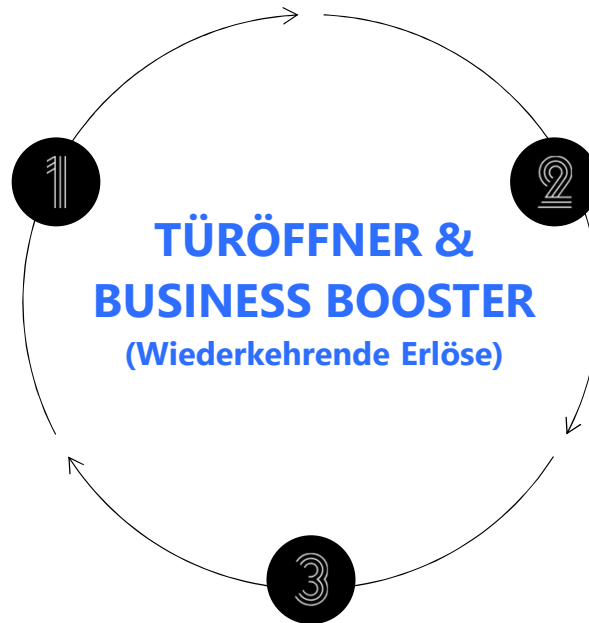 1
2
TÜRÖFFNER &
BUSINESS BOOSTER
(Wiederkehrende Erlöse)
3